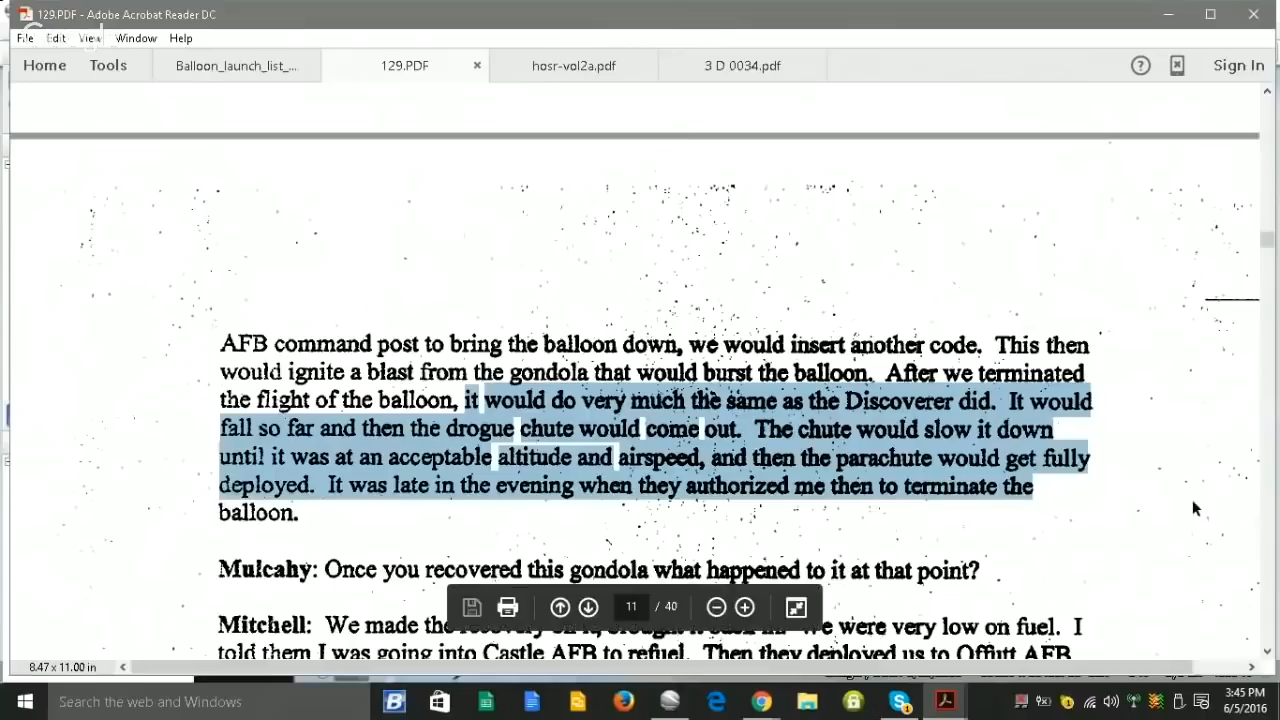 129.PDF - Adobe Acrobat Reader DC
Google
File Edit View Window Help
Home Tools Balloon_launch_list_... 129.PDF × hosr-vol2a.pdf 3 D 0034.pdf Sign In
AFB command post to bring the balloon down, we would insert another code. This then
would ignite a blast from the gondola that would burst the balloon. After we terminated
the flight of the balloon, it would do very much the same as the Discoverer did. It would
fall so far and then the drogue chute would come out. The chute would slow it down
until it was at an acceptable altitude and airspeed, and then the parachute would get fully
deployed. It was late in the evening when they authorized me then to terminate the
balloon.
Mulcahy: Once you recovered this gondola what happened to it at that point?
11 / 40
Mitchell: We made the we were very low on fuel. I
told them I was going into Castle AFB to refuel. Then they deployed us to Offutt AFB
8.47 x 11.00 in
Search the web and Windows
3:45 PM
6/5/2016